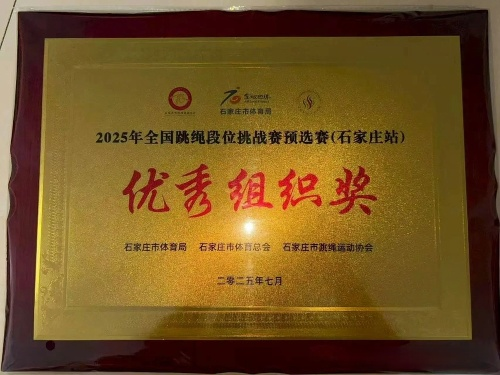 石家庄市体育局
2025年全国跳绳段位挑战赛预选赛(石家庄站)
优秀组织奖
石家庄市体育局 石家庄市体育总会 石家庄市跳绳运动协会
二〇二五年七月